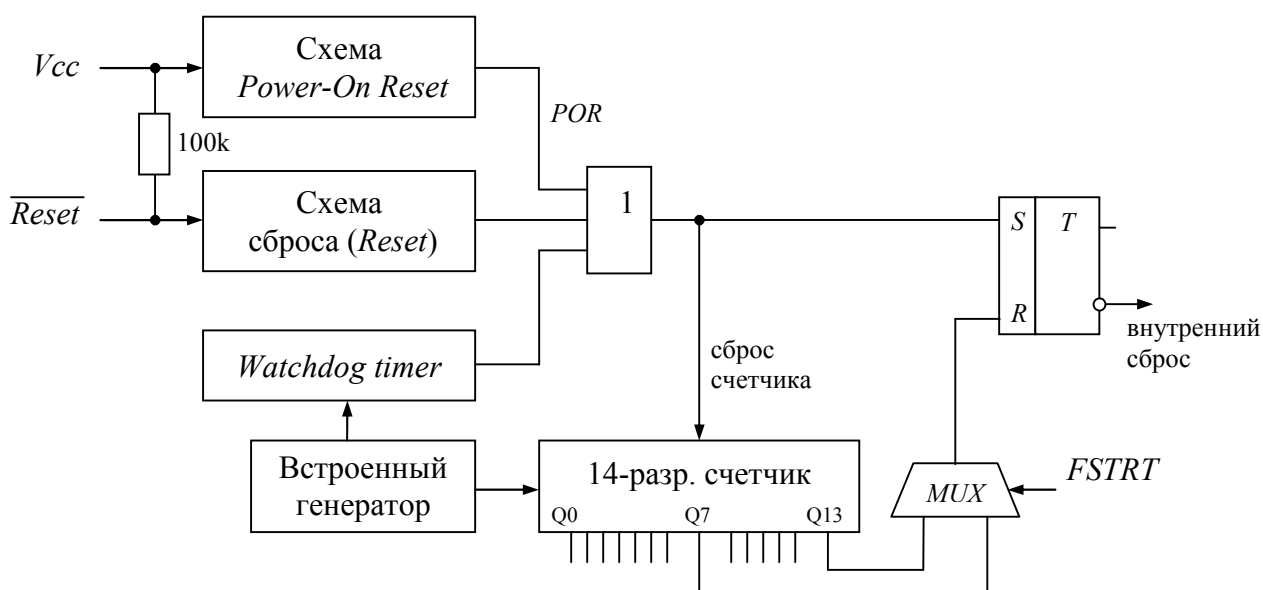 Vcc
Схема
Power-On Reset
POR
100k
Reset
Схема
сброса (Reset)
1
S
T
R
внутренний
сброс
Watchdog timer
сброс
счетчика
Встроенный
генератор
14-разр. счетчик
Q0
Q7
Q13
MUX
FSTRT